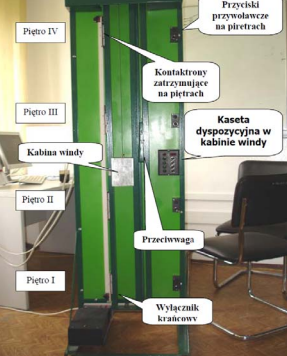 Przyciski
przywoławcze
na piretrach
Piętro IV
Kontaktrony
zatrzymujące
na piętrach
Piętro III
Kaseta
dyspozycyjna w
kabinie windy
Kabina windy
Piętro II
Przeciwwaga
Piętro I
Wyłącznik
krańcowy